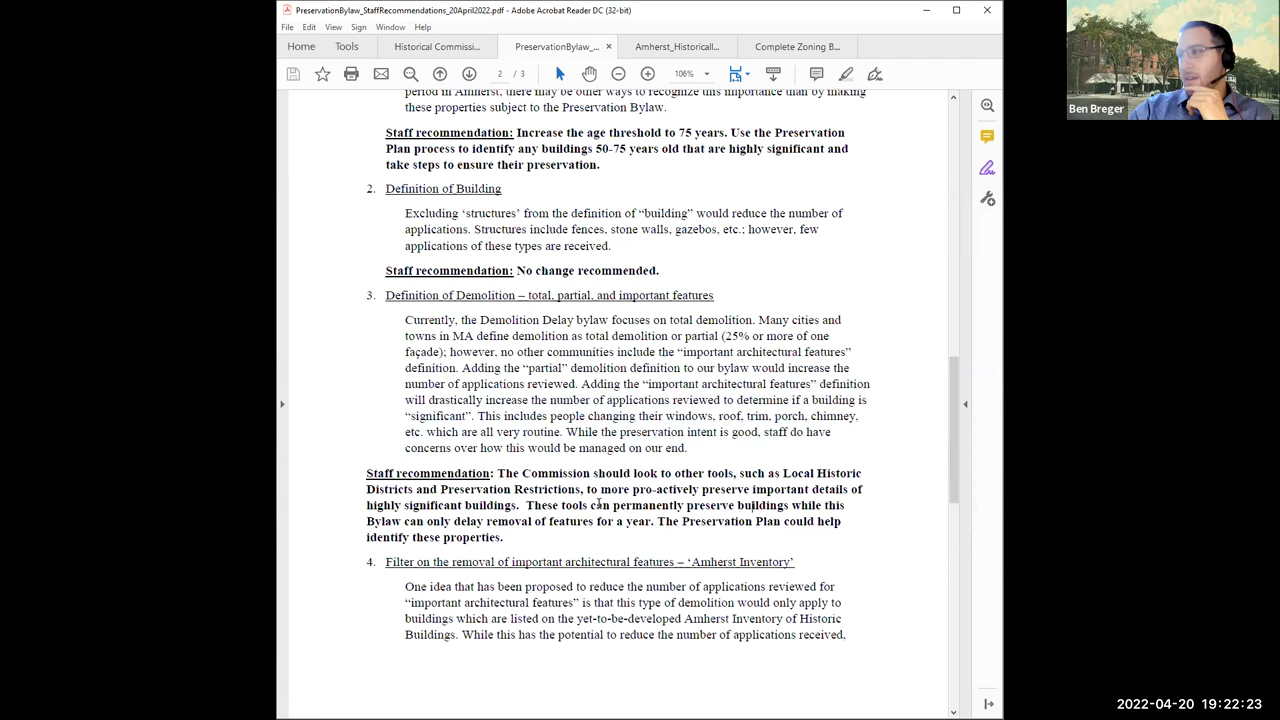 PreservationBylaw_StaffRecommendations_20April2022.pdf - Adobe Acrobat Reader DC (32-bit)
File Edit View Sign Window Help
Home Tools Historical Commissi... PreservationBylaw_... × Amherst_Historicall... Complete Zoning B...
2 / 3 106%
Ben Breger
period in Amherst, there may be other ways to recognize this importance than by making
these properties subject to the Preservation Bylaw.
Staff recommendation: Increase the age threshold to 75 years. Use the Preservation
Plan process to identify any buildings 50-75 years old that are highly significant and
take steps to ensure their preservation.
2. Definition of Building
Excluding ‘structures’ from the definition of “building” would reduce the number of
applications. Structures include fences, stone walls, gazebos, etc.; however, few
applications of these types are received.
Staff recommendation: No change recommended.
3. Definition of Demolition – total, partial, and important features
Currently, the Demolition Delay bylaw focuses on total demolition. Many cities and
towns in MA define demolition as total demolition or partial (25% or more of one
façade); however, no other communities include the “important architectural features”
definition. Adding the “partial” demolition definition to our bylaw would increase the
number of applications reviewed. Adding the “important architectural features” definition
will drastically increase the number of applications reviewed to determine if a building is
“significant”. This includes people changing their windows, roof, trim, porch, chimney,
etc. which are all very routine. While the preservation intent is good, staff do have
concerns over how this would be managed on our end.
Staff recommendation: The Commission should look to other tools, such as Local Historic
Districts and Preservation Restrictions, to more pro-actively preserve important details of
highly significant buildings. These tools can permanently preserve buildings while this
Bylaw can only delay removal of features for a year. The Preservation Plan could help
identify these properties.
4. Filter on the removal of important architectural features – ‘Amherst Inventory’
One idea that has been proposed to reduce the number of applications reviewed for
“important architectural features” is that this type of demolition would only apply to
buildings which are listed on the yet-to-be-developed Amherst Inventory of Historic
Buildings. While this has the potential to reduce the number of applications received,
2022-04-20 19:22:23